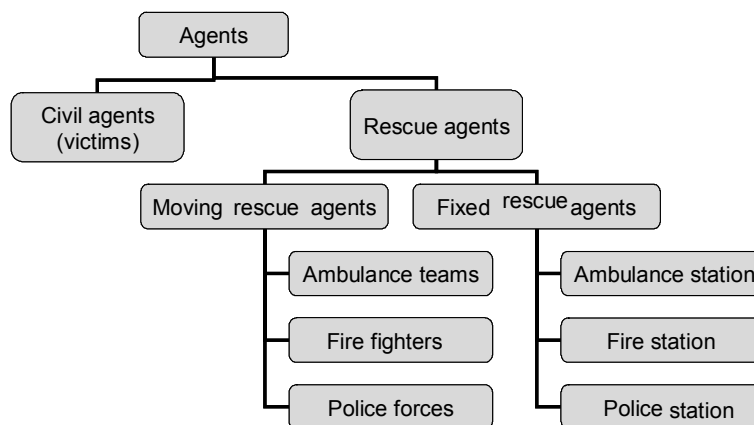 Agents
Civil agents
(victims)
Rescue agents
Moving rescue agents
Fixed rescue agents
Ambulance teams
Ambulance station
Fire fighters
Fire station
Police forces
Police station